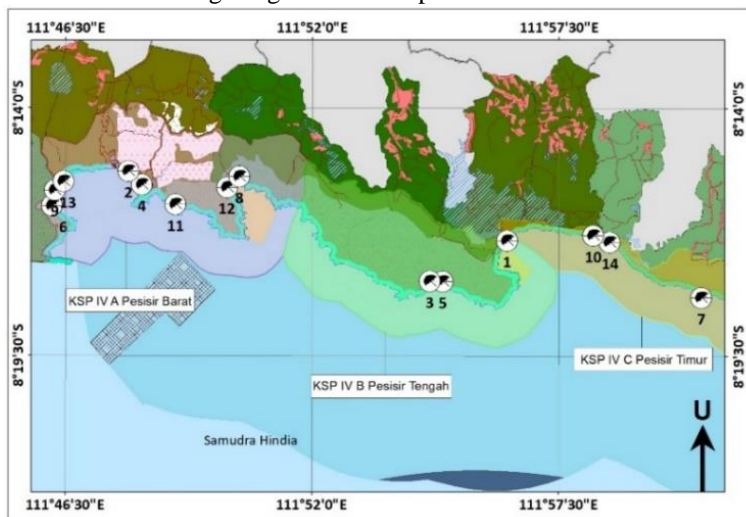 111°46'30"E 111°52'0"E 111°57'30"E
8°14'0"S
8°14'0"S
13
9
6
2
4
11
12
8
1
10
14
3
5
7
KSP IV A Pesisir Barat
KSP IV B Pesisir Tengah
KSP IV C Pesisir Timur
8°19'30"S
8°19'30"S
Samudra Hindia
U
111°46'30"E 111°52'0"E 111°57'30"E